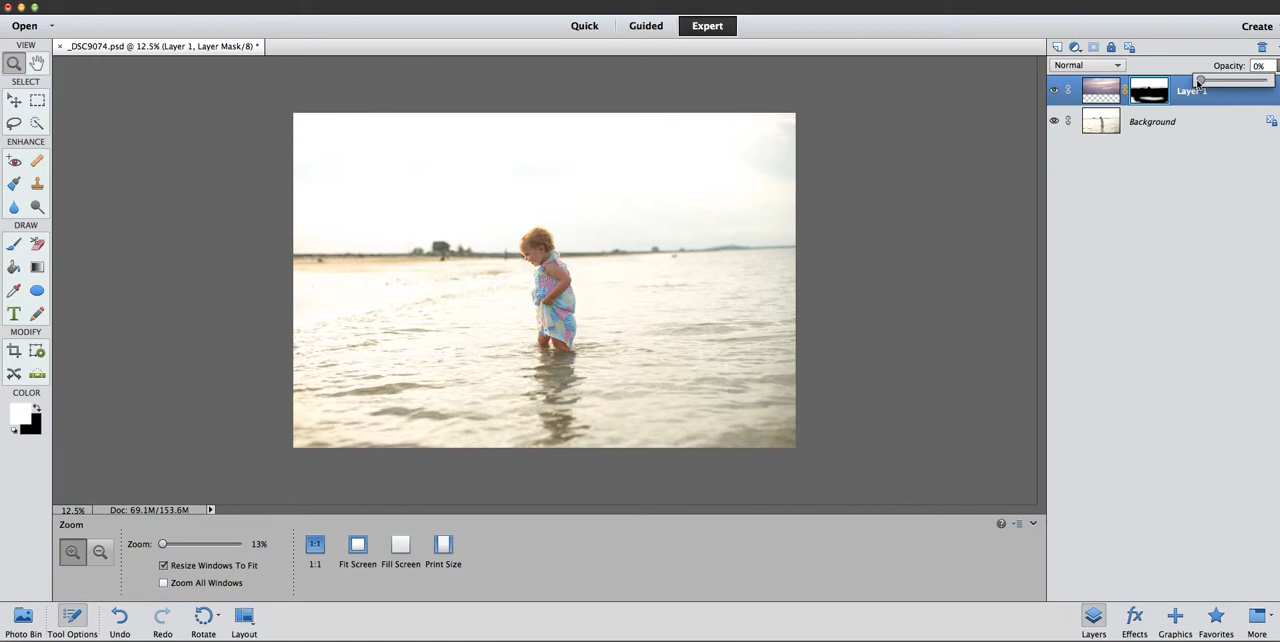 Open
Quick
Guided
Expert
Create
VIEW
× _DSC9074.psd @ 12.5% (Layer 1, Layer Mask/8) *
SELECT
ENHANCE
DRAW
T
MODIFY
COLOR
Normal
Opacity: 0%
Layer 1
Background
12.5%
Doc: 69.1M/153.6M
Zoom
Zoom:
13%
Resize Windows To Fit
Zoom All Windows
1:1
1:1
Fit Screen
Fill Screen
Print Size
Photo Bin
Tool Options
Undo
Redo
Rotate
Layout
Layers
fx
Effects
Graphics
Favorites
More